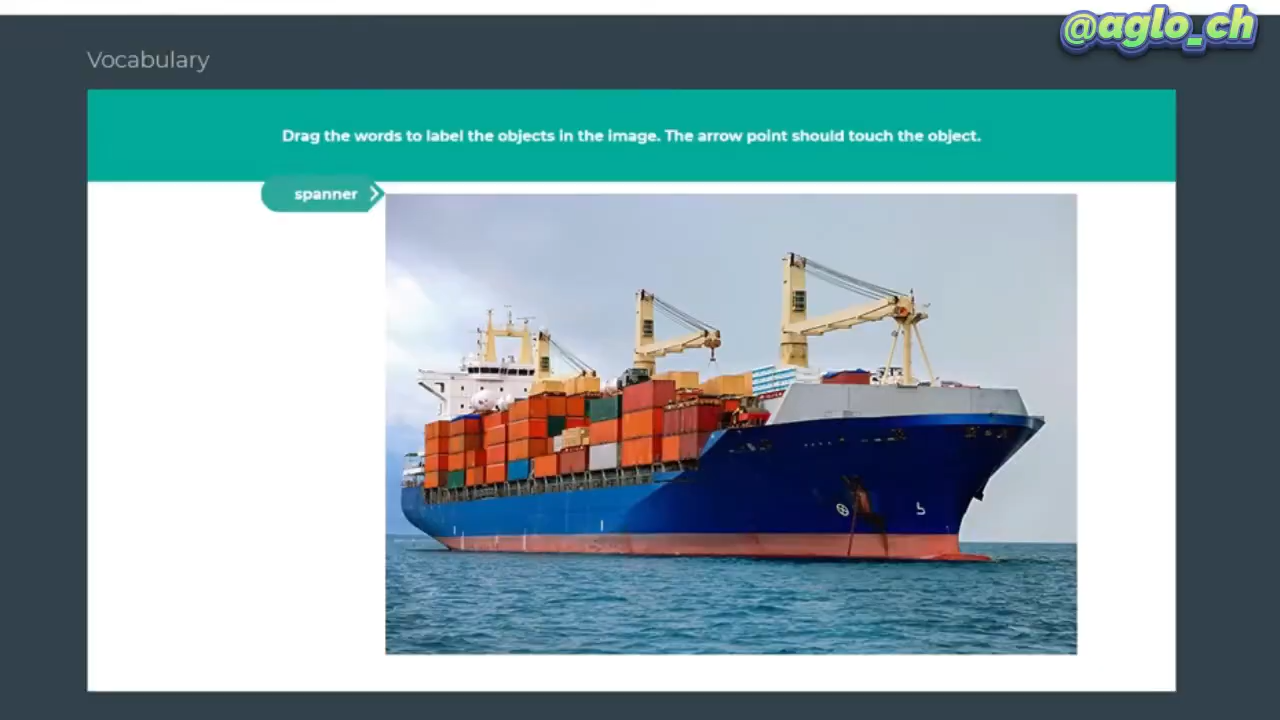 @aglo_ch
Vocabulary
Drag the words to label the objects in the image. The arrow point should touch the object.
spanner